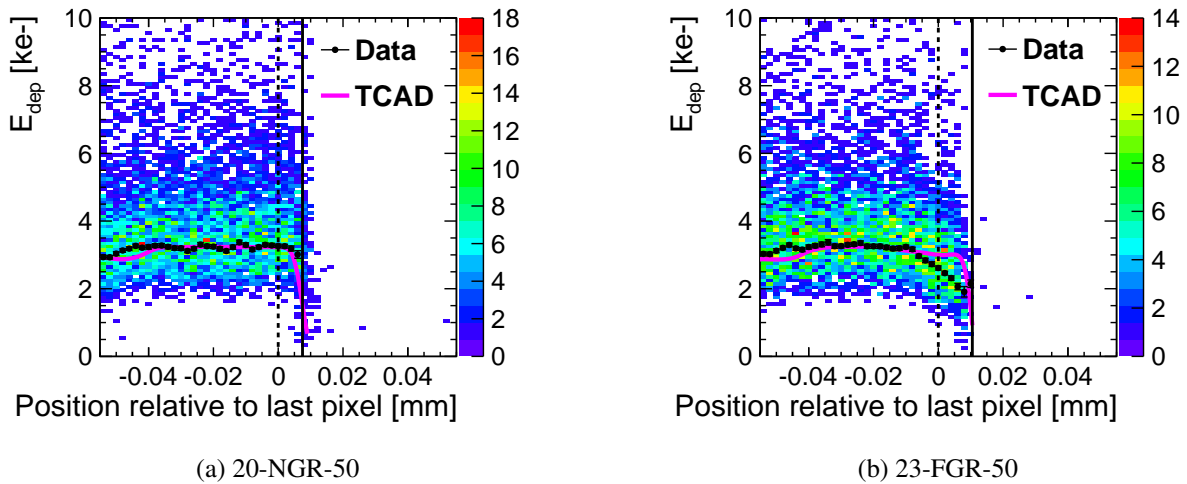 E_dep [ke-]
10
8
6
4
2
0
Data
TCAD
18
16
14
12
10
8
6
4
2
0
-0.04 -0.02 0 0.02 0.04
Position relative to last pixel [mm]
(a) 20-NGR-50
E_dep [ke-]
10
8
6
4
2
0
Data
TCAD
14
12
10
8
6
4
2
0
-0.04 -0.02 0 0.02 0.04
Position relative to last pixel [mm]
(b) 23-FGR-50